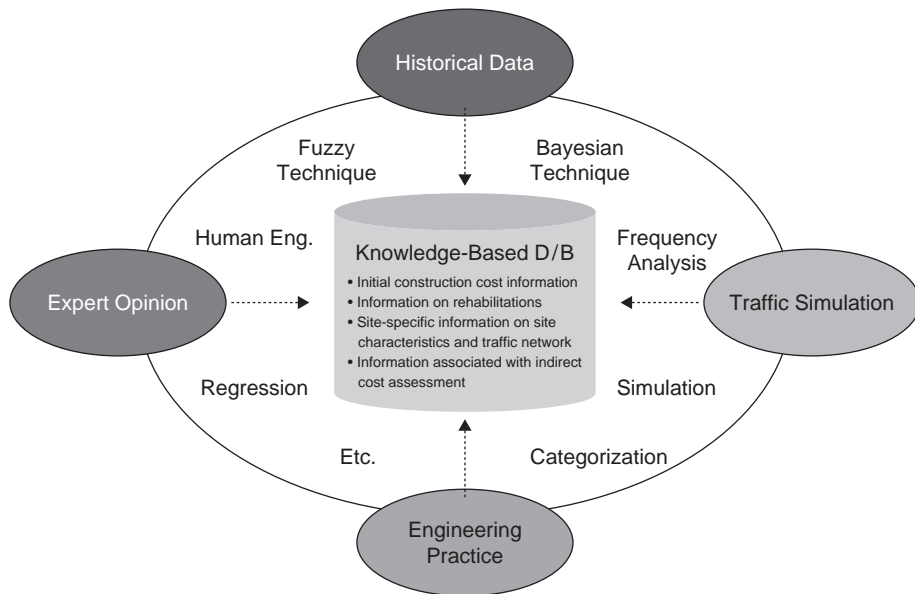 Historical Data
Fuzzy
Technique
Bayesian
Technique
Human Eng.
Frequency
Analysis
Expert Opinion
Knowledge-Based D/B
• Initial construction cost information
• Information on rehabilitations
• Site-specific information on site
characteristics and traffic network
• Information associated with indirect
cost assessment
Traffic Simulation
Regression
Simulation
Etc.
Categorization
Engineering
Practice